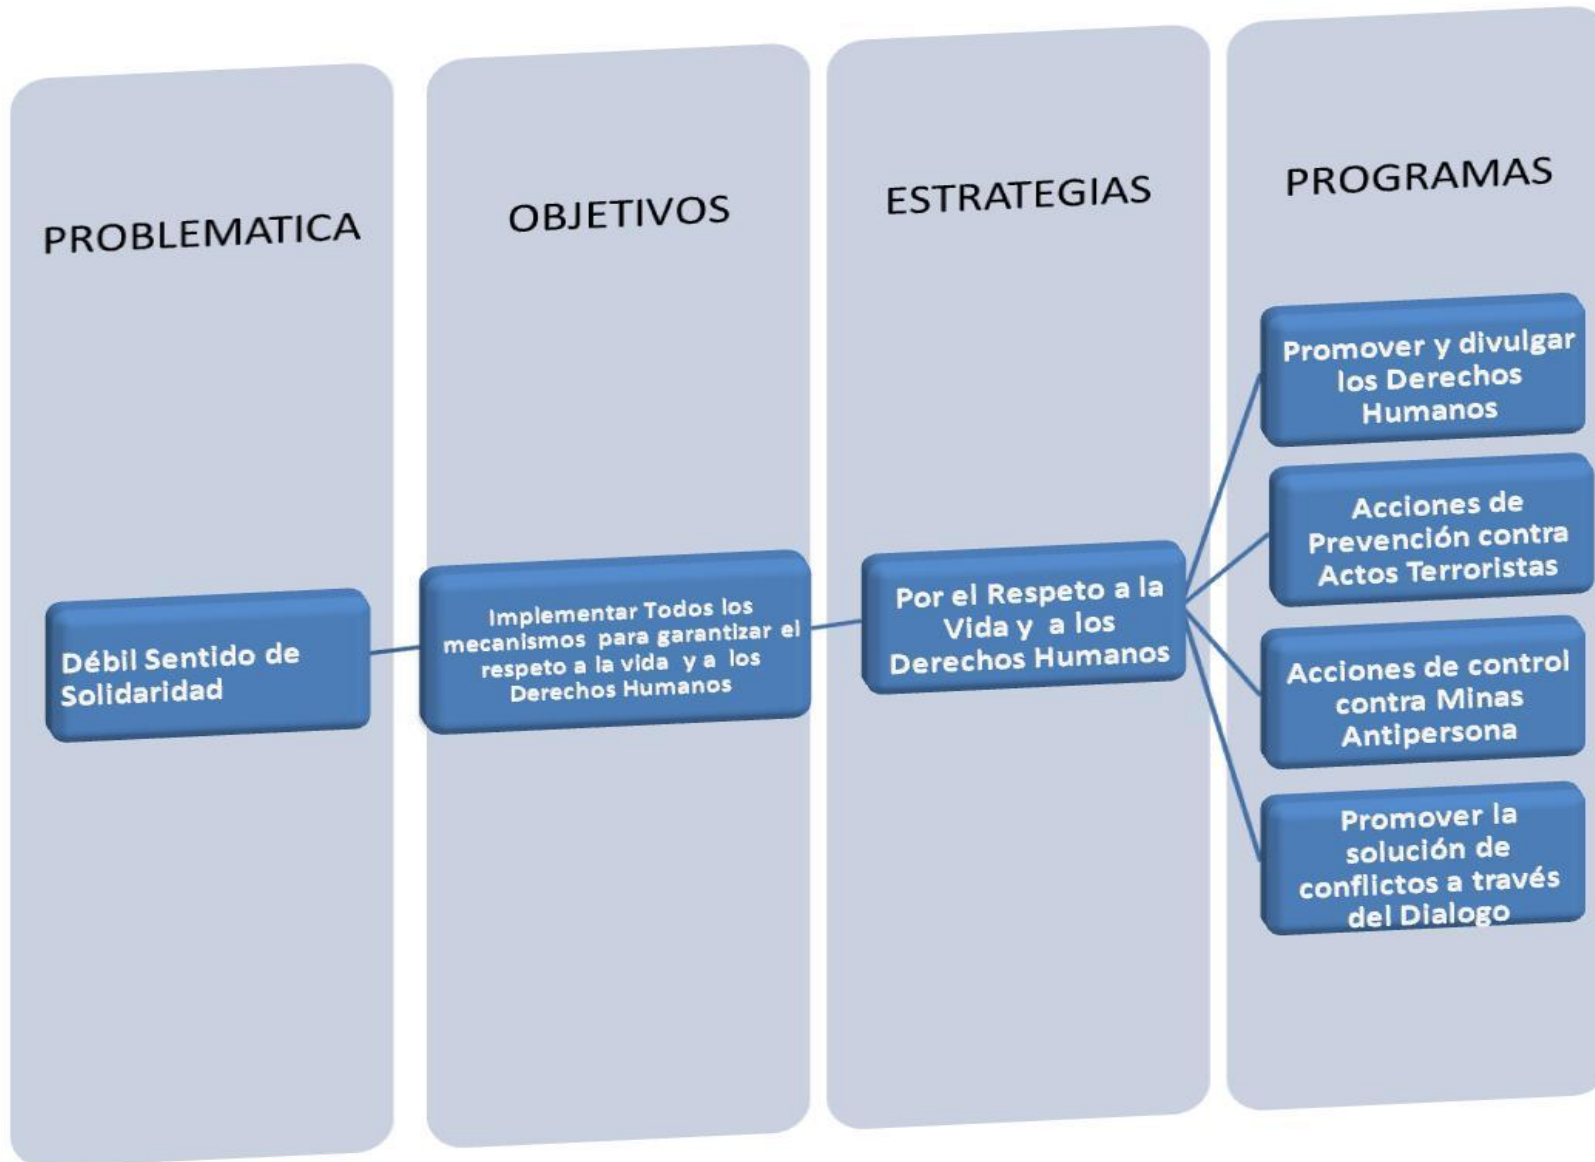 PROBLEMATICA
OBJETIVOS
ESTRATEGIAS
PROGRAMAS
Débil Sentido de
Solidaridad
Implementar Todos los
mecanismos para garantizar el
respeto a la vida y a los
Derechos Humanos
Por el Respeto a la
Vida y a los
Derechos Humanos
Promover y divulgar
los Derechos
Humanos
Acciones de
Prevención contra
Actos Terroristas
Acciones de control
contra Minas
Antipersona
Promover la
solución de
conflictos a través
del Dialogo